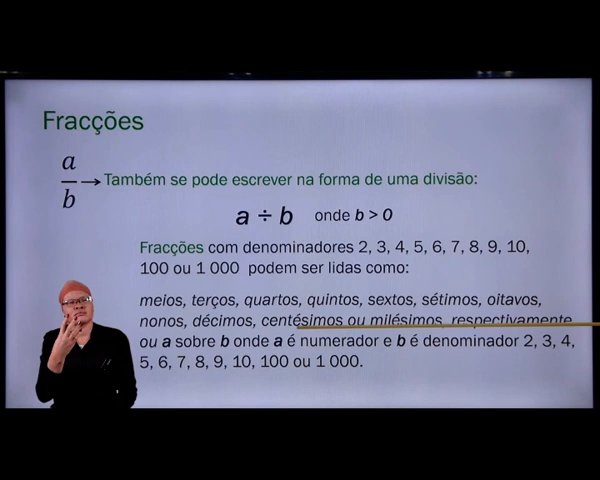 Fracções
a
b
→ Também se pode escrever na forma de uma divisão:
a ÷ b onde b > 0
Fracções com denominadores 2, 3, 4, 5, 6, 7, 8, 9, 10,
100 ou 1 000 podem ser lidas como:
meios, terços, quartos, quintos, sextos, sétimos, oitavos,
nonos, décimos, centésimos ou milésimos, respectivamente
ou a sobre b onde a é numerador e b é denominador 2, 3, 4,
5, 6, 7, 8, 9, 10, 100 ou 1 000.